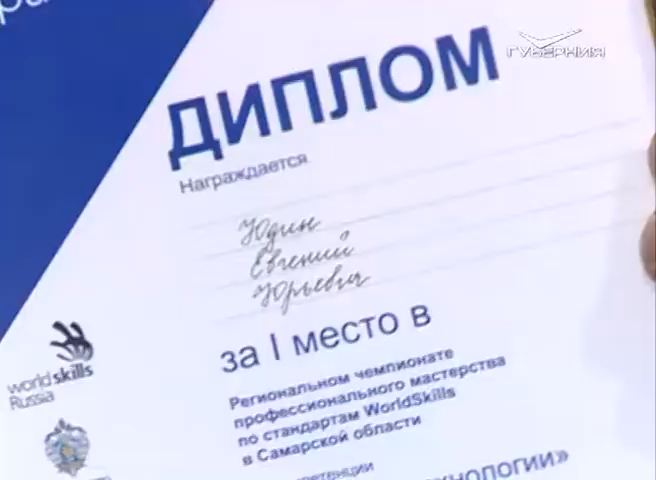 ГУБЕРНИЯ
ДИПЛОМ
Награждается
Юдин
Евгений
Юрьевич
за I место в
Региональном чемпионате
профессионального мастерства
по стандартам WorldSkills
в Самарской области
worldskills
Russia